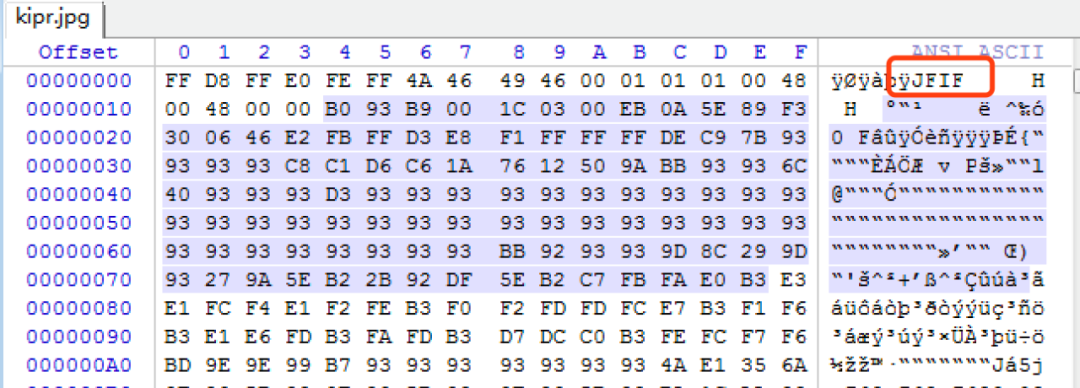 kipr.jpg
Offset 0 1 2 3 4 5 6 7 8 9 A B C D E F ANSI ASCII
00000000 FF D8 FF E0 FE FF 4A 46 49 46 00 01 01 01 00 48 ÿØÿàþÿJFIF H
00000010 00 48 00 00 B0 93 B9 00 1C 03 00 EB 0A 5E 89 F3 H °“¹ ë ^‰ó
00000020 30 06 46 E2 FB FF D3 E8 F1 FF FF FF DE C9 7B 93 0 FâûÿÓèñÿÿÿÞÉ{“
00000030 93 93 93 C8 C1 D6 C6 1A 76 12 50 9A BB 93 93 6C “““ÈÁÖÆ v Pš»““l
00000040 40 93 93 93 D3 93 93 93 93 93 93 93 93 93 93 93 @“““Ó“““““““““““
00000050 93 93 93 93 93 93 93 93 93 93 93 93 93 93 93 93 ““““““““““““““““
00000060 93 93 93 93 93 93 93 93 BB 92 93 93 9D 8C 29 9D ““““““““»’““ Œ)
00000070 93 27 9A 5E B2 2B 92 DF 5E B2 C7 FB FA E0 B3 E3 “'š^²+’ß^²Çûúà³ã
00000080 E1 FC F4 E1 F2 FE B3 F0 F2 FD FD FC E7 B3 F1 F6 áüôáòþ³ðòýýüç³ñö
00000090 B3 E1 E6 FD B3 FA FD B3 D7 DC C0 B3 FE FC F7 F6 ³áæý³úý³×ÜÀ³þü÷ö
000000A0 BD 9E 9E 99 B7 93 93 93 93 93 93 93 4A E1 35 6A ½žž™·“““““““Já5j